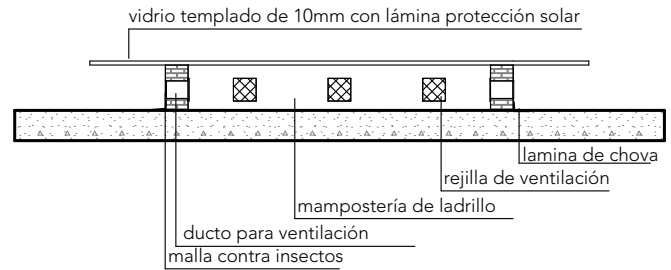 vidrio templado de 10mm con lámina protección solar
lamina de chova
rejilla de ventilación
mampostería de ladrillo
ducto para ventilación
malla contra insectos